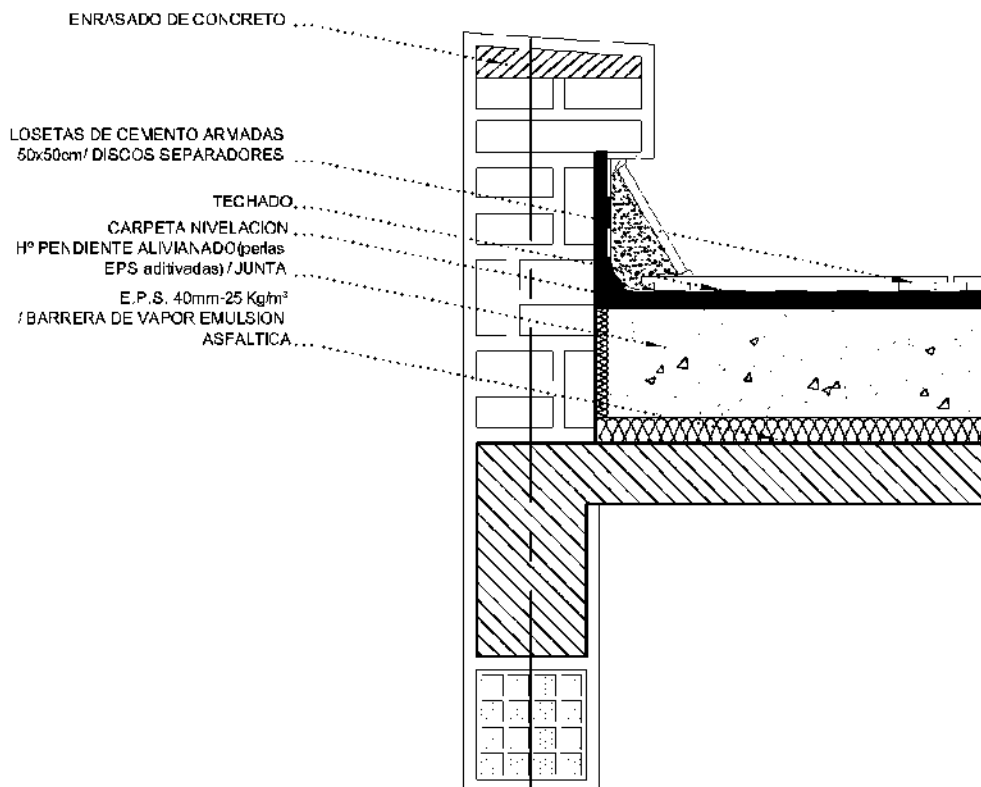 ENRASADO DE CONCRETO
LOSETAS DE CEMENTO ARMADAS
50x50cm/ DISCOS SEPARADORES
TECHADO
CARPETA NIVELACION
Hº PENDIENTE ALIVIANADO(perlas
EPS aditivadas) / JUNTA
E.P.S. 40mm-25 Kg/m³
/ BARRERA DE VAPOR EMULSION
ASFALTICA